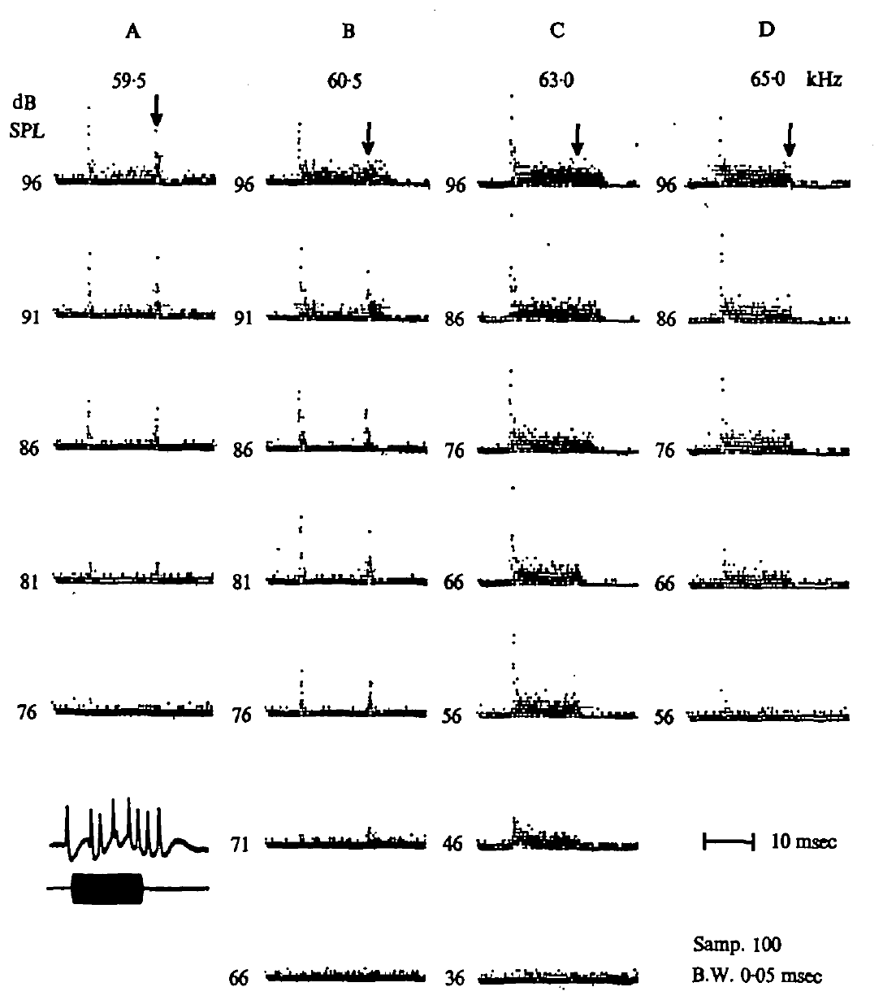 A B C D
59·5 60·5 63·0 65·0 kHz
dB
SPL
96 96 96 96
91 91 86 86
86 86 76 76
81 81 66 66
76 76 56 56
71 46 10 msec
Samp. 100
66 36 B.W. 0·05 msec